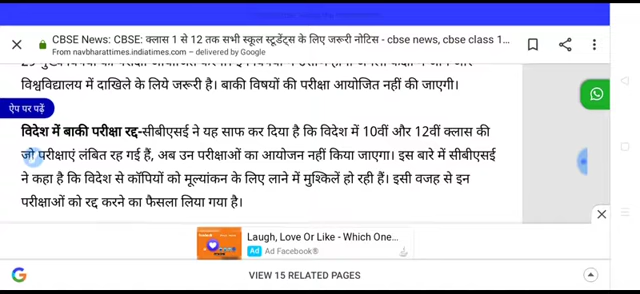 CBSE News: CBSE: क्लास 1 से 12 तक सभी स्कूल स्टूडेंट्स के लिए जरूरी नोटिस - cbse news, cbse class 1...
From navbharattimes.indiatimes.com – delivered by Google
विश्वविद्यालय में दाखिले के लिये जरूरी है। बाकी विषयों की परीक्षा आयोजित नहीं की जाएगी।
ऐप पर पढ़ें
विदेश में बाकी परीक्षा रद्द-सीबीएसई ने यह साफ कर दिया है कि विदेश में 10वीं और 12वीं क्लास की
जो परीक्षाएं लंबित रह गई हैं, अब उन परीक्षाओं का आयोजन नहीं किया जाएगा। इस बारे में सीबीएसई
ने कहा है कि विदेश से कॉपियों को मूल्यांकन के लिए लाने में मुश्किलें हो रही हैं। इसी वजह से इन
परीक्षाओं को रद्द करने का फैसला लिया गया है।
Laugh, Love Or Like - Which One...
Ad Ad Facebook®
VIEW 15 RELATED PAGES